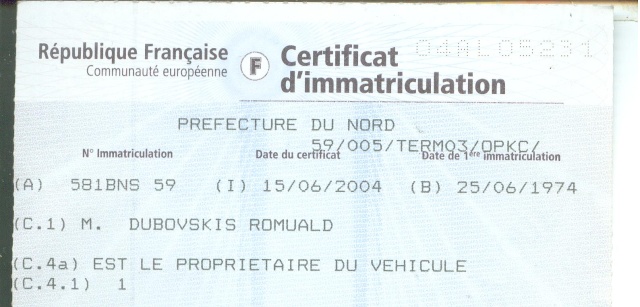 République Française
Communauté européenne
F
Certificat
d'immatriculation
04AL05231
PREFECTURE DU NORD
59/005/TERM03/OPKC/
N° Immatriculation Date du certificat Date de 1ère immatriculation
(A) 581BNS 59 (I) 15/06/2004 (B) 25/06/1974
(C.1) M. DUBOVSKIS ROMUALD
(C.4a) EST LE PROPRIETAIRE DU VEHICULE
(C.4.1) 1